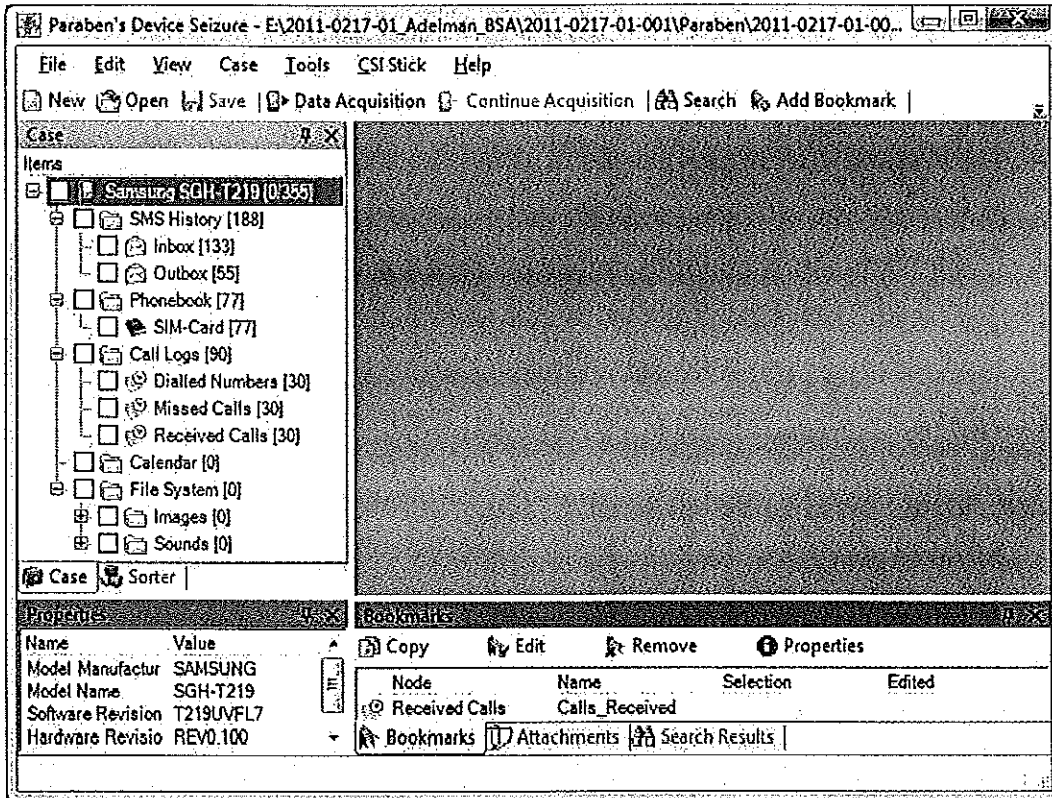 Paraben's Device Seizure - E:\2011-0217-01_Adelman_BSA\2011-0217-01-001\Paraben\2011-0217-01-00...
File Edit View Case Tools CSI Stick Help
New Open Save Data Acquisition Continue Acquisition Search Add Bookmark
Case
Items
Samsung SGH-T219 [0/355]
SMS History [188]
Inbox [133]
Outbox [55]
Phonebook [77]
SIM-Card [77]
Call Logs [90]
Dialled Numbers [30]
Missed Calls [30]
Received Calls [30]
Calendar [0]
File System [0]
Images [0]
Sounds [0]
Case Sorter
Properties
Name Value
Model Manufactur SAMSUNG
Model Name SGH-T219
Software Revision T219UVFL7
Hardware Revisio REV0.100
Bookmarks
Copy Edit Remove Properties
Node Name Selection Edited
Received Calls Calls_Received
Bookmarks Attachments Search Results